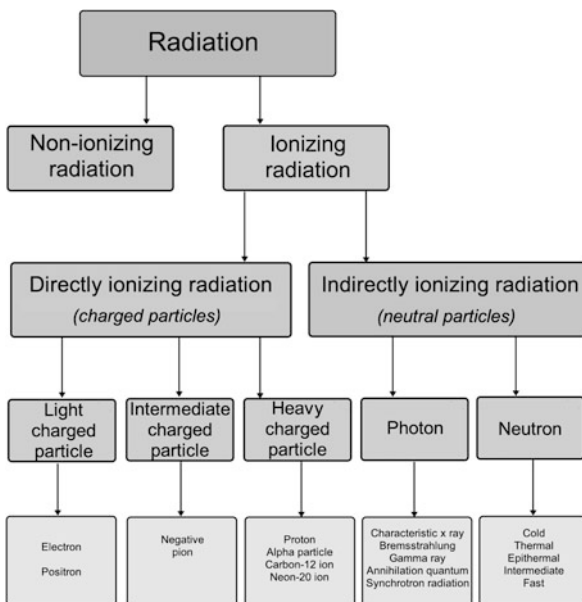 Radiation
Non-ionizing
radiation
Ionizing
radiation
Directly ionizing radiation
(charged particles)
Indirectly ionizing radiation
(neutral particles)
Light
charged
particle
Intermediate
charged
particle
Heavy
charged
particle
Photon
Neutron
Electron
Positron
Negative
pion
Proton
Alpha particle
Carbon-12 ion
Neon-20 ion
Characteristic x ray
Bremsstrahlung
Gamma ray
Annihilation quantum
Synchrotron radiation
Cold
Thermal
Epithermal
Intermediate
Fast